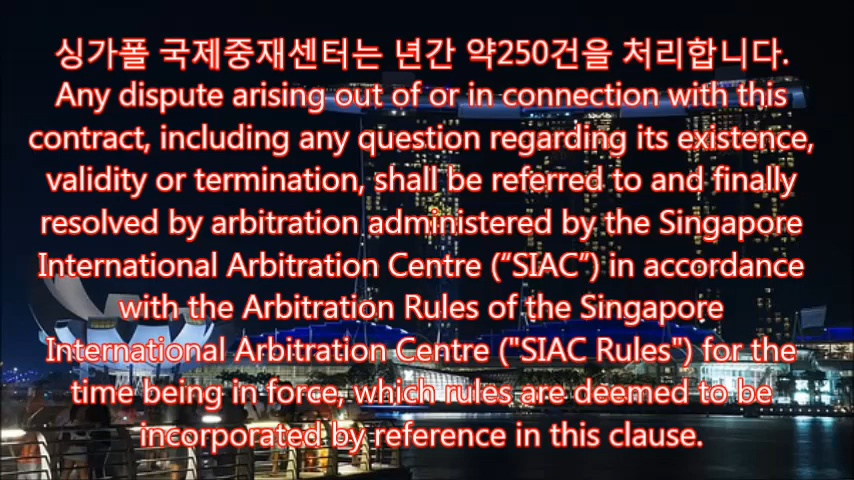 싱가폴 국제중재센터는 년간 약250건을 처리합니다.
Any dispute arising out of or in connection with this
contract, including any question regarding its existence,
validity or termination, shall be referred to and finally
resolved by arbitration administered by the Singapore
International Arbitration Centre (“SIAC”) in accordance
with the Arbitration Rules of the Singapore
International Arbitration Centre ("SIAC Rules") for the
time being in force, which rules are deemed to be
incorporated by reference in this clause.